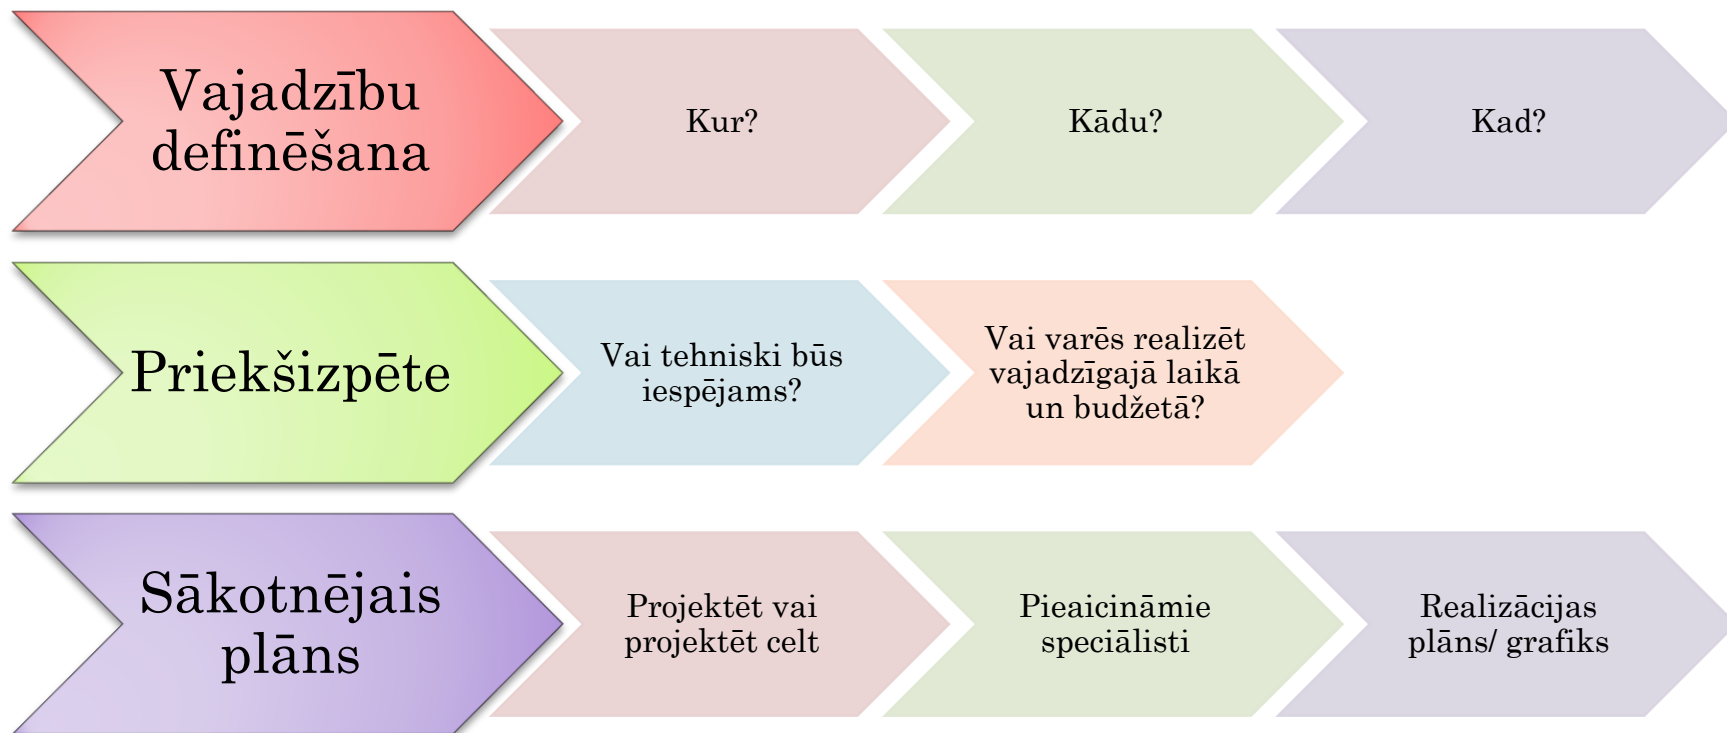 Vajadzību
definēšana
Kur?
Kādu?
Kad?
Priekšizpēte
Vai tehniski būs
iespējams?
Vai varēs realizēt
vajadzīgajā laikā
un budžetā?
Sākotnējais
plāns
Projektēt vai
projektēt celt
Pieaicināmie
speciālisti
Realizācijas
plāns/ grafiks